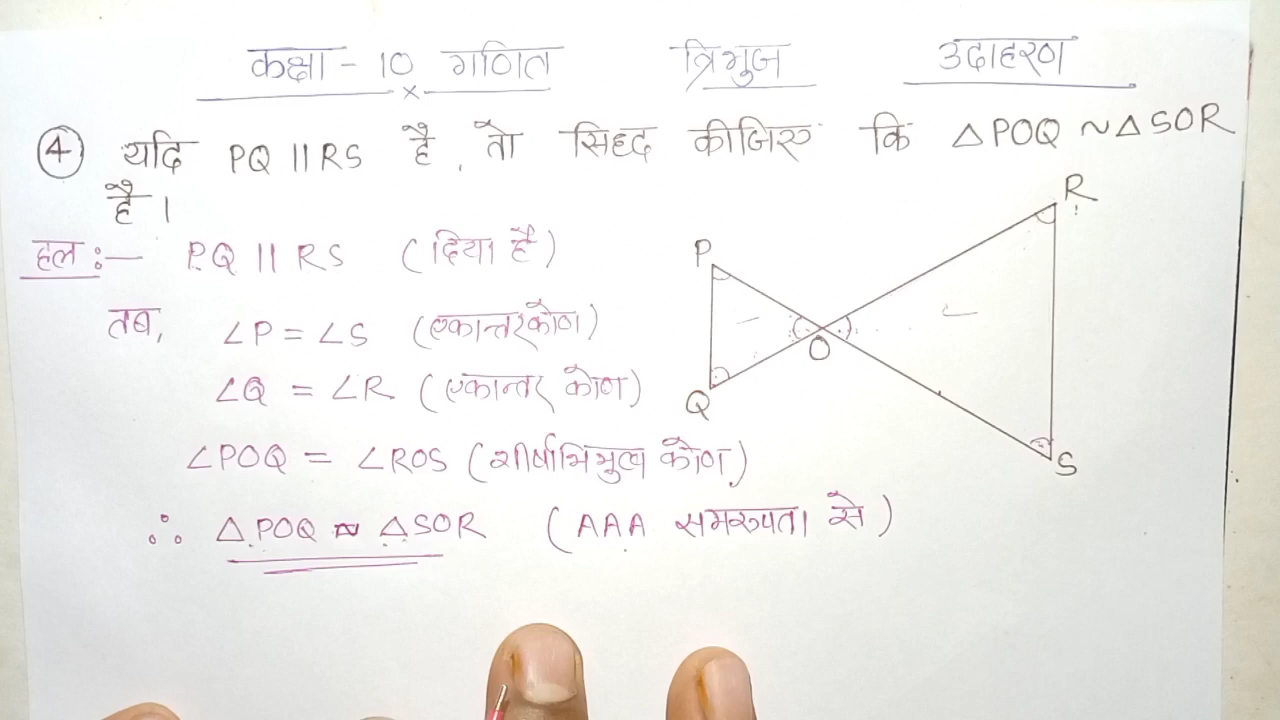 कक्षा - 10 गणित त्रिभुज उदाहरण
×
④ यदि PQ || RS है, तो सिध्द कीजिए कि △POQ ~ △SOR
है।
हल :— PQ || RS (दिया है)
तब, ∠P = ∠S (एकान्तर कोण)
∠Q = ∠R (एकान्तर कोण)
∠POQ = ∠ROS (शीर्षाभिमुख कोण)
∴ △POQ ~ △SOR (AAA समरुपता से)
P
Q
O
R
S